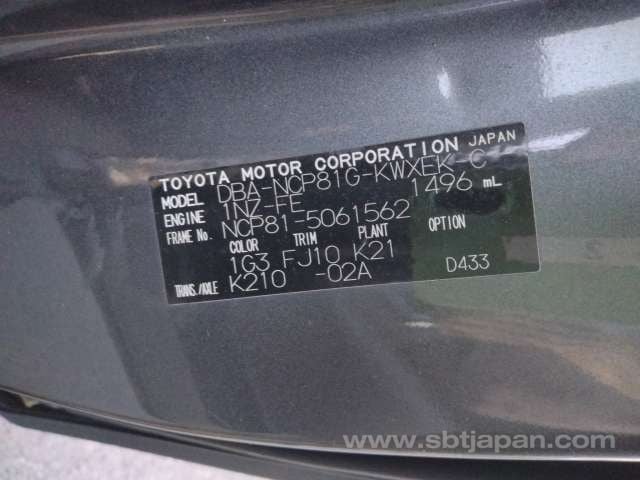 TOYOTA MOTOR CORPORATION JAPAN
MODEL DBA-NCP81G-KWXEK-C
ENGINE 1NZ-FE 1496 mL
FRAME No. NCP81-5061562
COLOR TRIM PLANT OPTION
1G3 FJ10 K21
TRANS./AXLE K210 -02A D433
www.sbtjapan.com